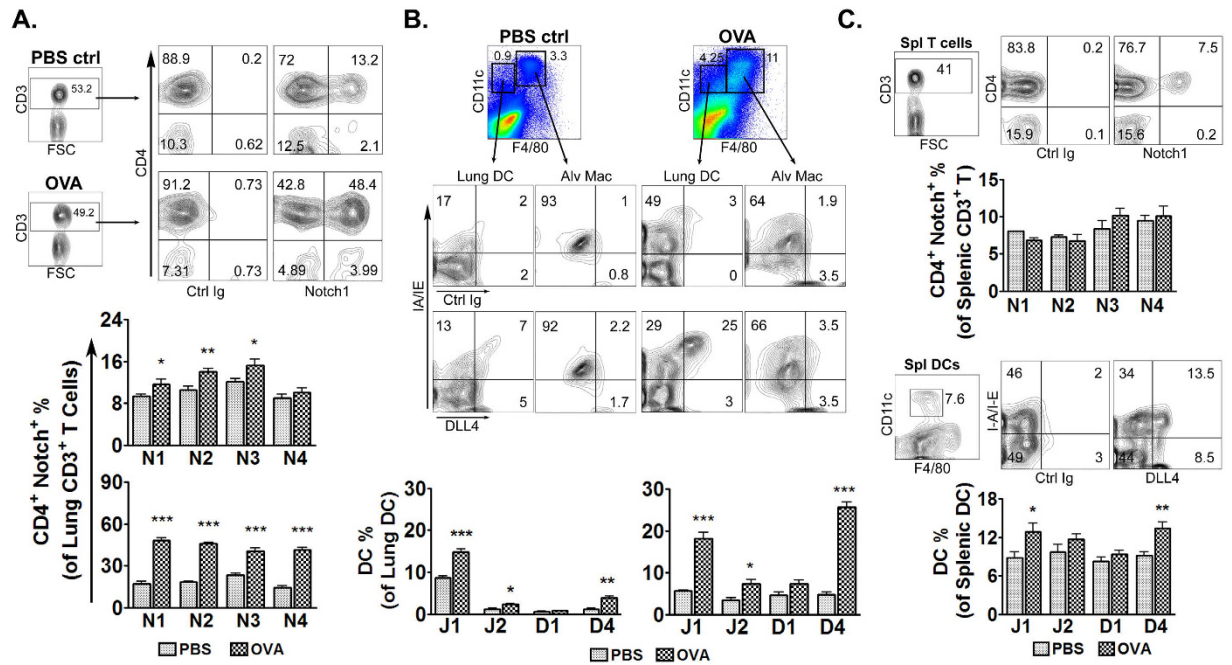 A.
PBS ctrl
CD3
53.2
FSC
OVA
CD3
49.2
FSC
CD4
88.9 0.2
10.3 0.62
72 13.2
12.5 2.1
91.2 0.73
7.31 0.73
42.8 48.4
4.89 3.99
Ctrl Ig Notch1
CD4+ Notch+ %
(of Lung CD3+ T Cells)
24
16
8
0
* ** *
N1 N2 N3 N4
90
60
30
0
*** *** *** ***
N1 N2 N3 N4
PBS OVA
B.
PBS ctrl OVA
CD11c
0.9 3.3
F4/80
CD11c
4.25 11
F4/80
Lung DC Alv Mac Lung DC Alv Mac
IA/IE
17 2
2
93 1
0.8
49 3
0
64 1.9
3.5
Ctrl Ig
13 7
5
92 2.2
1.7
29 25
3
66 3.5
3.5
DLL4
DC %
(of Lung DC)
30
20
10
0
*** * **
J1 J2 D1 D4
30
20
10
0
*** * ***
J1 J2 D1 D4
PBS OVA
C.
Spl T cells
CD3
41
FSC
CD4
83.8 0.2
15.9 0.1
Ctrl Ig
76.7 7.5
15.6 0.2
Notch1
CD4+ Notch+ %
(of Splenic CD3+ T)
15
10
5
0
N1 N2 N3 N4
Spl DCs
CD11c
7.6
F4/80
I-A/I-E
46 2
49 3
Ctrl Ig
34 13.5
44 8.5
DLL4
DC %
(of Splenic DC)
18
12
6
0
* **
J1 J2 D1 D4
PBS OVA